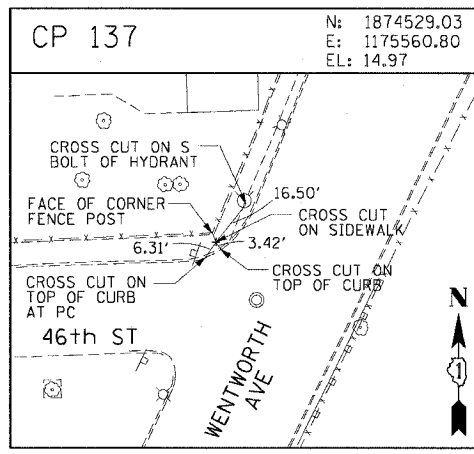 CP 137
N: 1874529.03
E: 1175560.80
EL: 14.97
CROSS CUT ON S
BOLT OF HYDRANT
16.50'
FACE OF CORNER
FENCE POST
CROSS CUT
ON SIDEWALK
6.31'
3.42'
CROSS CUT ON
TOP OF CURB
AT PC
CROSS CUT ON
TOP OF CURB
46th ST
WENTWORTH
AVE
N
1